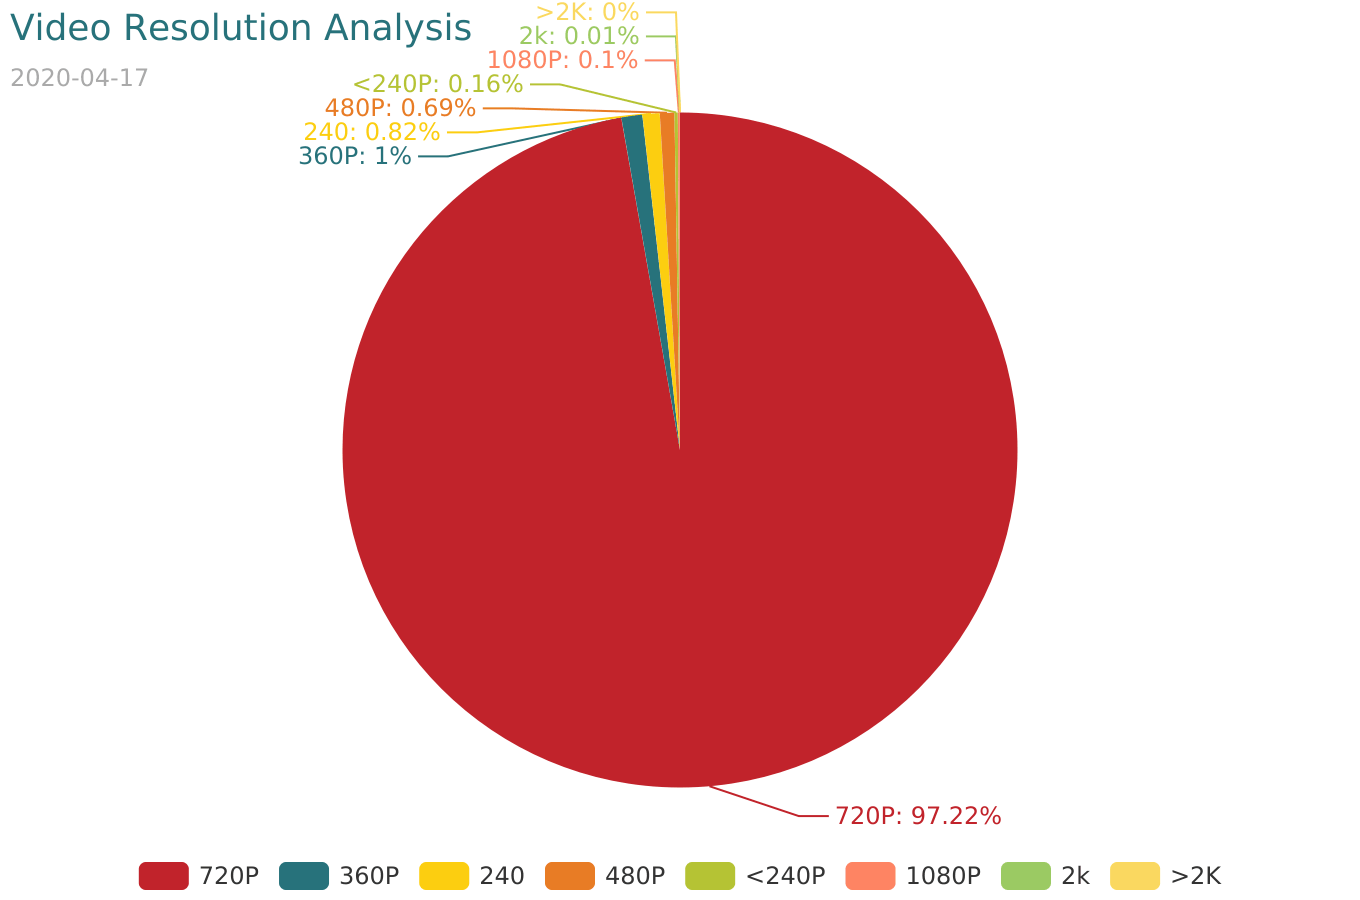 Video Resolution Analysis
2020-04-17
>2K: 0%
2k: 0.01%
1080P: 0.1%
<240P: 0.16%
480P: 0.69%
240: 0.82%
360P: 1%
720P: 97.22%
720P 360P 240 480P <240P 1080P 2k >2K